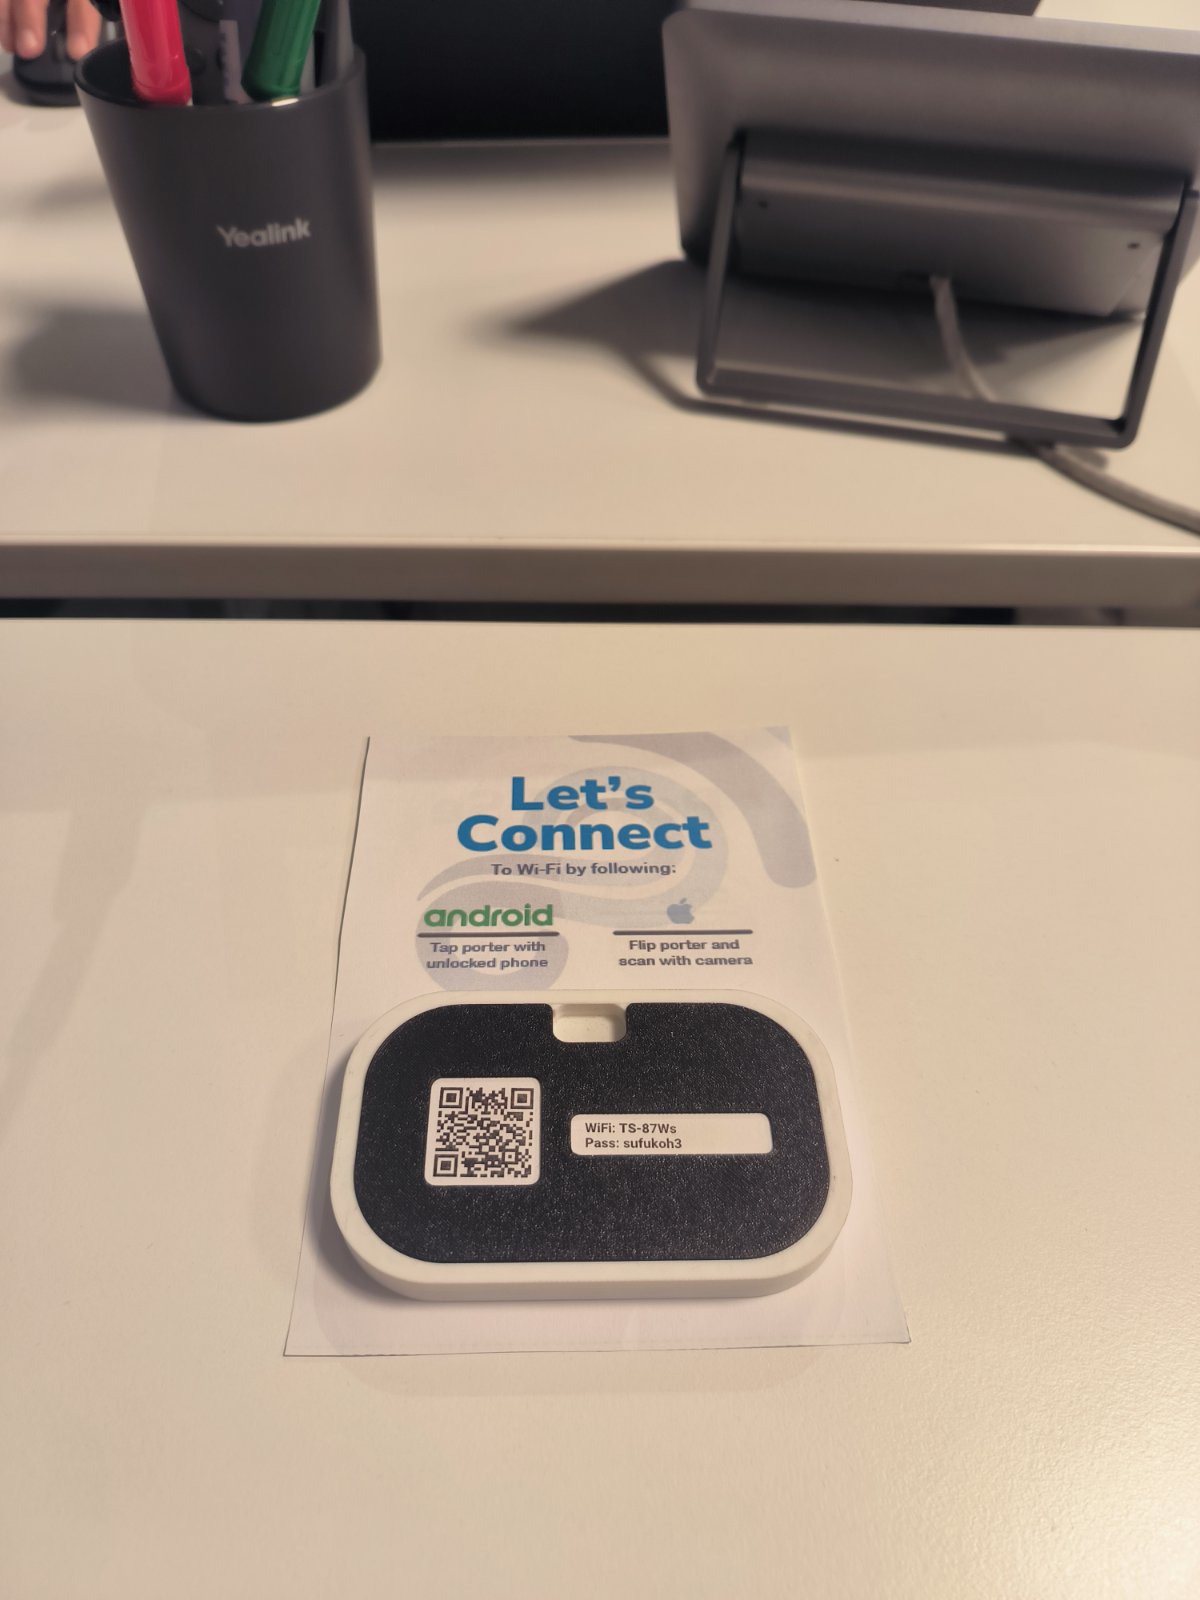 Yealink
Let's
Connect
To Wi-Fi by following:
android
Tap porter with
unlocked phone
Flip porter and
scan with camera
WiFi: TS-87Ws
Pass: sufukoh3